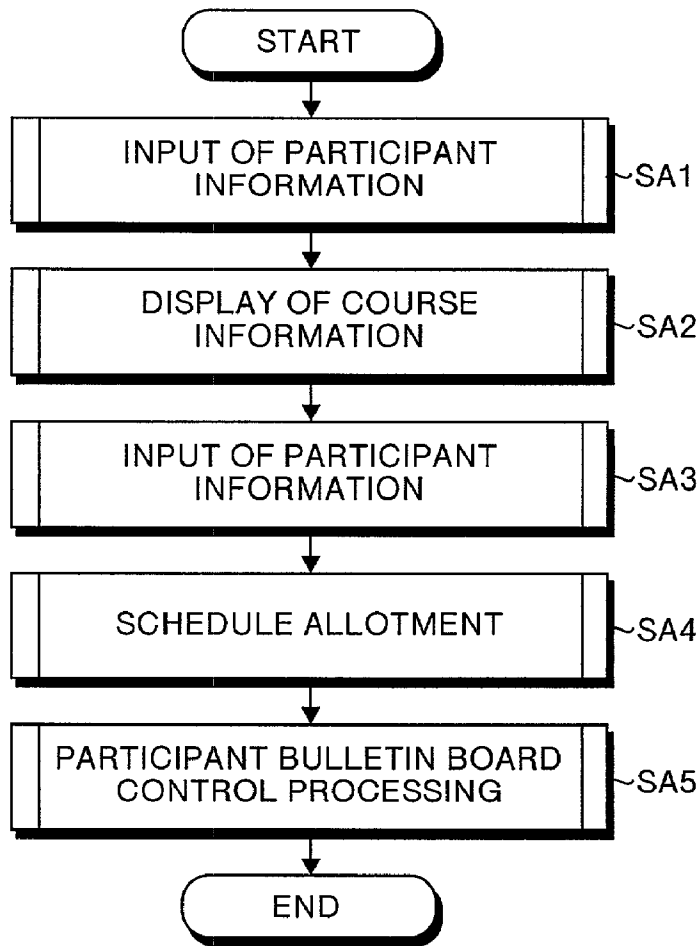 START
INPUT OF PARTICIPANT
INFORMATION
SA1
DISPLAY OF COURSE
INFORMATION
SA2
INPUT OF PARTICIPANT
INFORMATION
SA3
SCHEDULE ALLOTMENT
SA4
PARTICIPANT BULLETIN BOARD
CONTROL PROCESSING
SA5
END